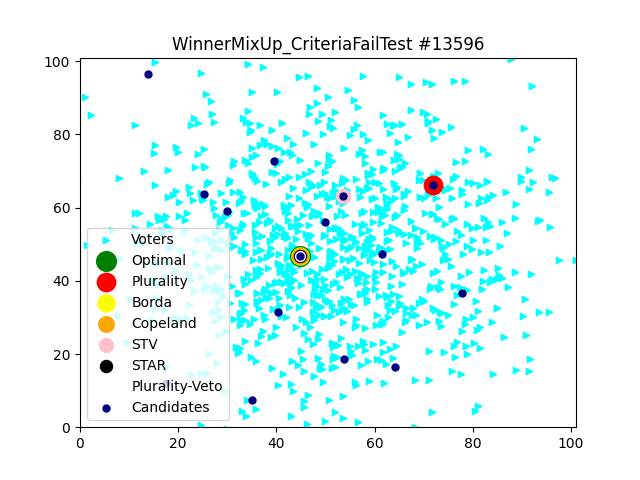 WinnerMixUp_CriteriaFailTest #13596
100
80
60
40
20
0
0 20 40 60 80 100
Voters
Optimal
Plurality
Borda
Copeland
STV
STAR
Plurality-Veto
Candidates